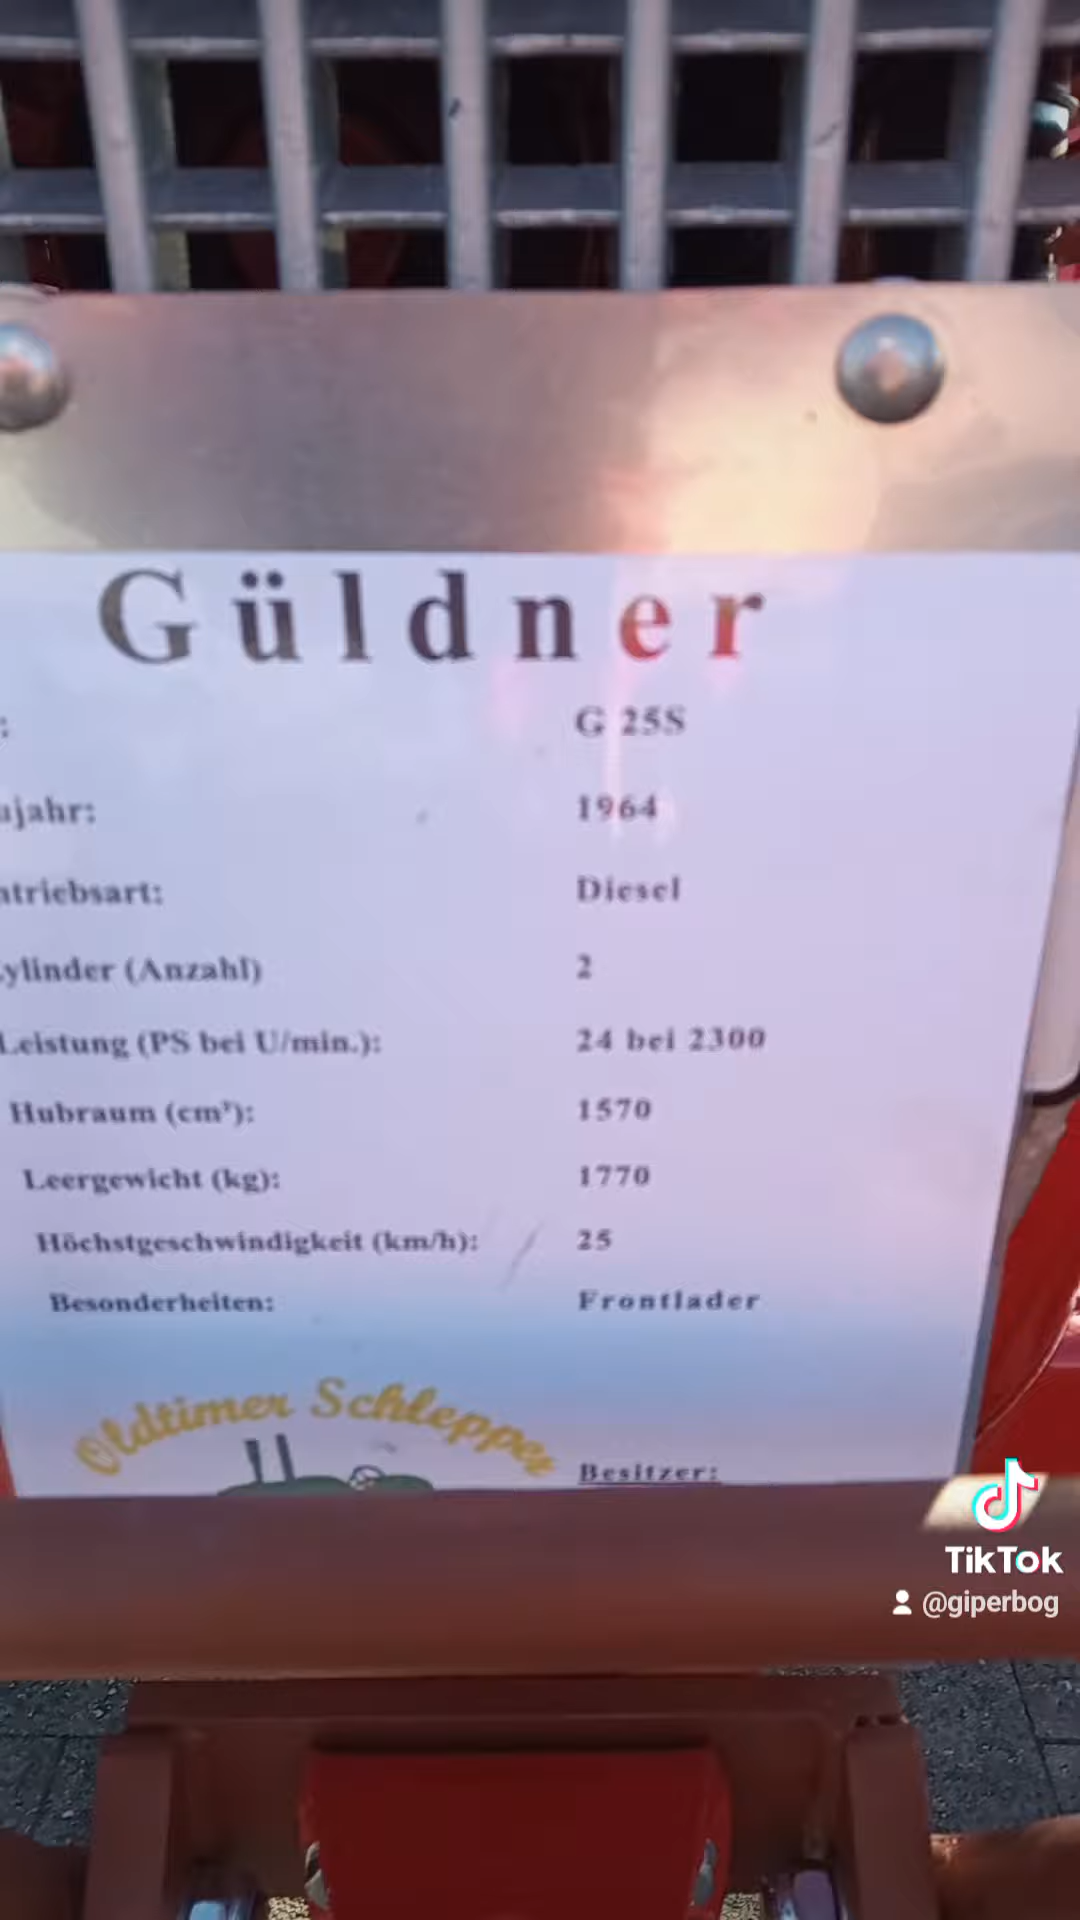 Güldner
: G 25S
ujahr: 1964
ntriebsart: Diesel
ylinder (Anzahl) 2
Leistung (PS bei U/min.): 24 bei 2300
Hubraum (cm³): 1570
Leergewicht (kg): 1770
Höchstgeschwindigkeit (km/h): 25
Besonderheiten: Frontlader
Oldtimer Schlepper
Besitzer:
TikTok
@giperbog